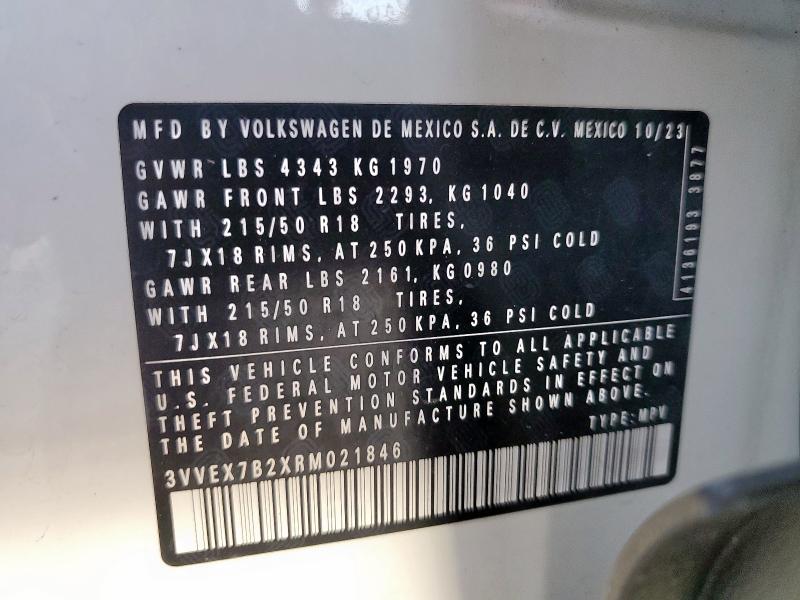 MFD BY VOLKSWAGEN DE MEXICO S.A. DE C.V. MEXICO 10/23
GVWR LBS 4343 KG 1970
GAWR FRONT LBS 2293, KG 1040
WITH 215/50 R18 TIRES,
7JX18 RIMS, AT 250 KPA, 36 PSI COLD
GAWR REAR LBS 2161, KG0980
WITH 215/50 R18 TIRES,
7JX18 RIMS, AT 250 KPA, 36 PSI COLD
4136193 3877
THIS VEHICLE CONFORMS TO ALL APPLICABLE
U.S. FEDERAL MOTOR VEHICLE SAFETY AND
THEFT PREVENTION STANDARDS IN EFFECT ON
THE DATE OF MANUFACTURE SHOWN ABOVE.
TYPE: MPV
3VVEX7B2XRM021846